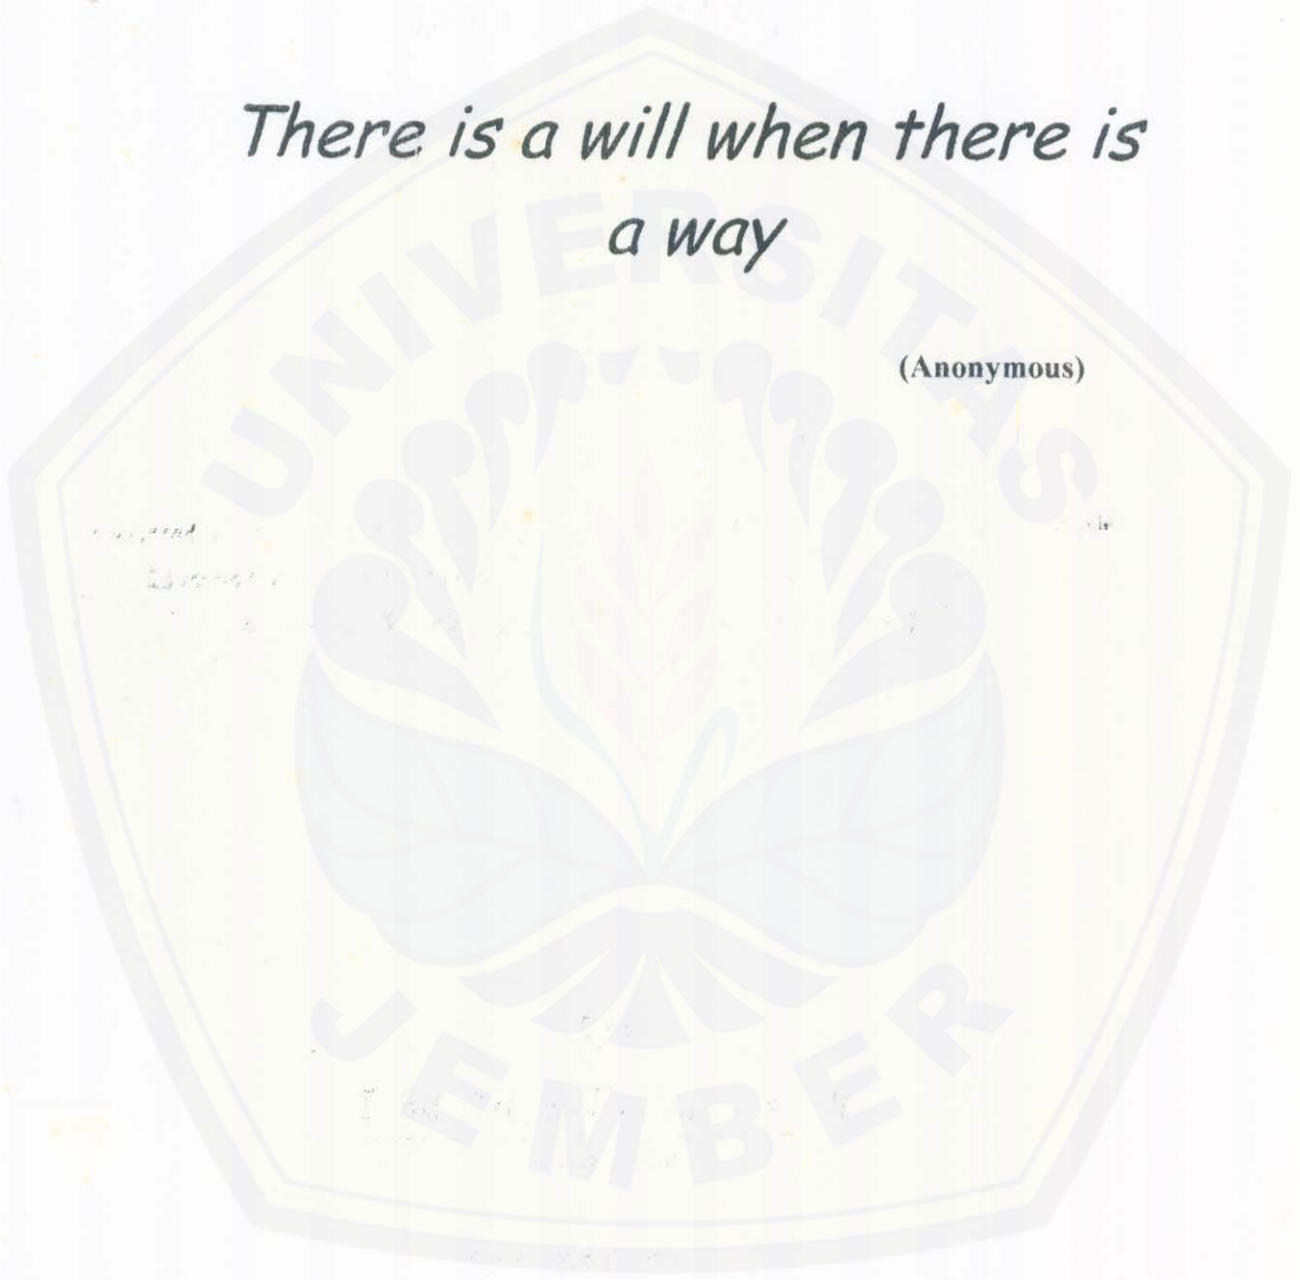 There is a will when there is
a way
(Anonymous)
UNIVERSITAS
JEMBER